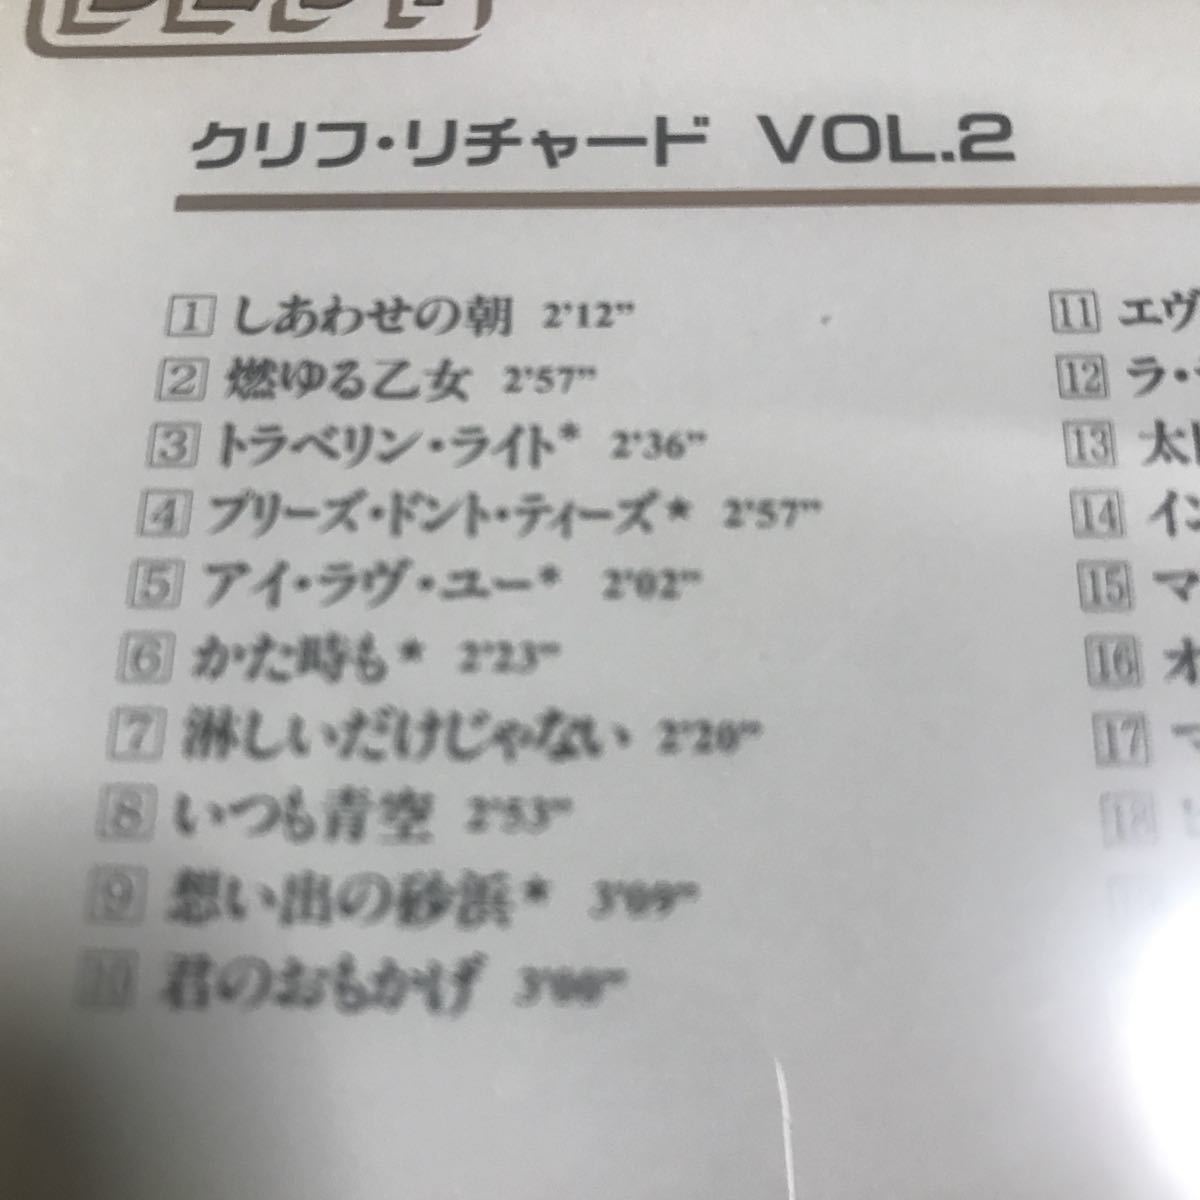 クリフ・リチャード VOL.2
1 しあわせの朝 2'12"
2 燃ゆる乙女 2'57"
3 トラベリン・ライト* 2'36"
4 プリーズ・ドント・ティーズ* 2'57"
5 アイ・ラヴ・ユー* 2'02"
6 かた時も* 2'23"
7 淋しいだけじゃない 2'20"
8 いつも青空 2'53"
9 想い出の砂浜* 3'09"
10 君のおもかげ 3'00"
11 エヴ
12 ラ・
13 太
14 イン
15 マ
16 オ
17 マ
18